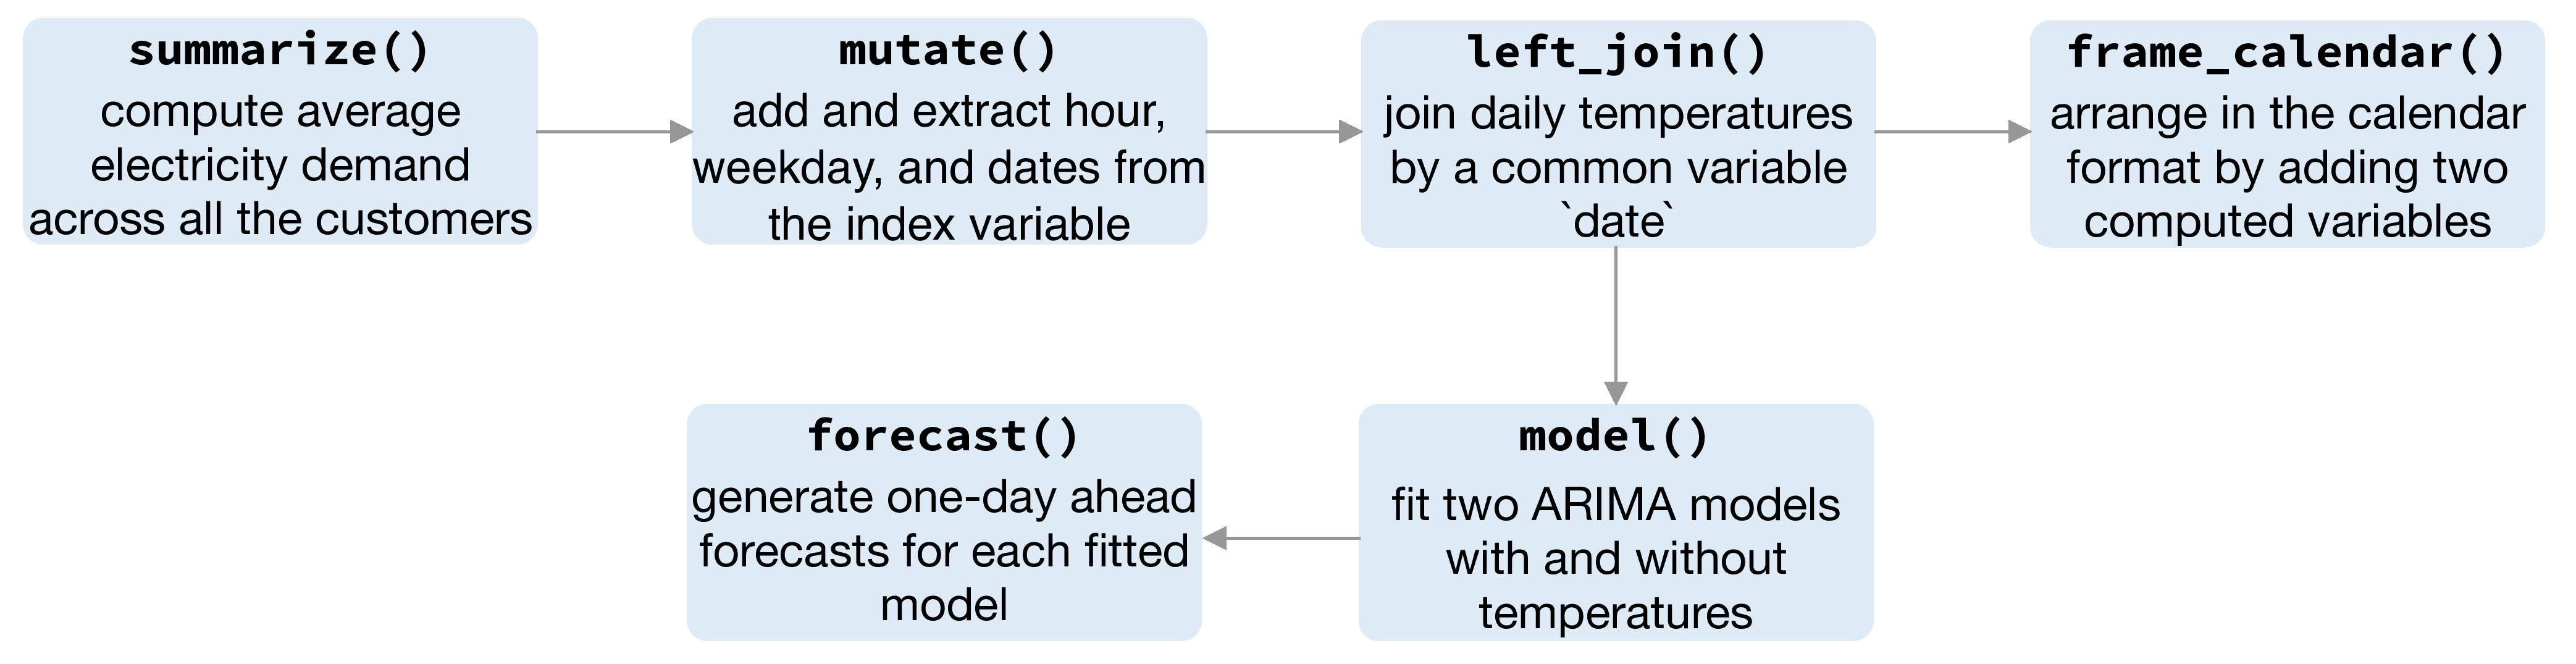 summarize()
compute average
electricity demand
across all the customers
mutate()
add and extract hour,
weekday, and dates from
the index variable
left_join()
join daily temperatures
by a common variable
`date`
frame_calendar()
arrange in the calendar
format by adding two
computed variables
model()
fit two ARIMA models
with and without
temperatures
forecast()
generate one-day ahead
forecasts for each fitted
model